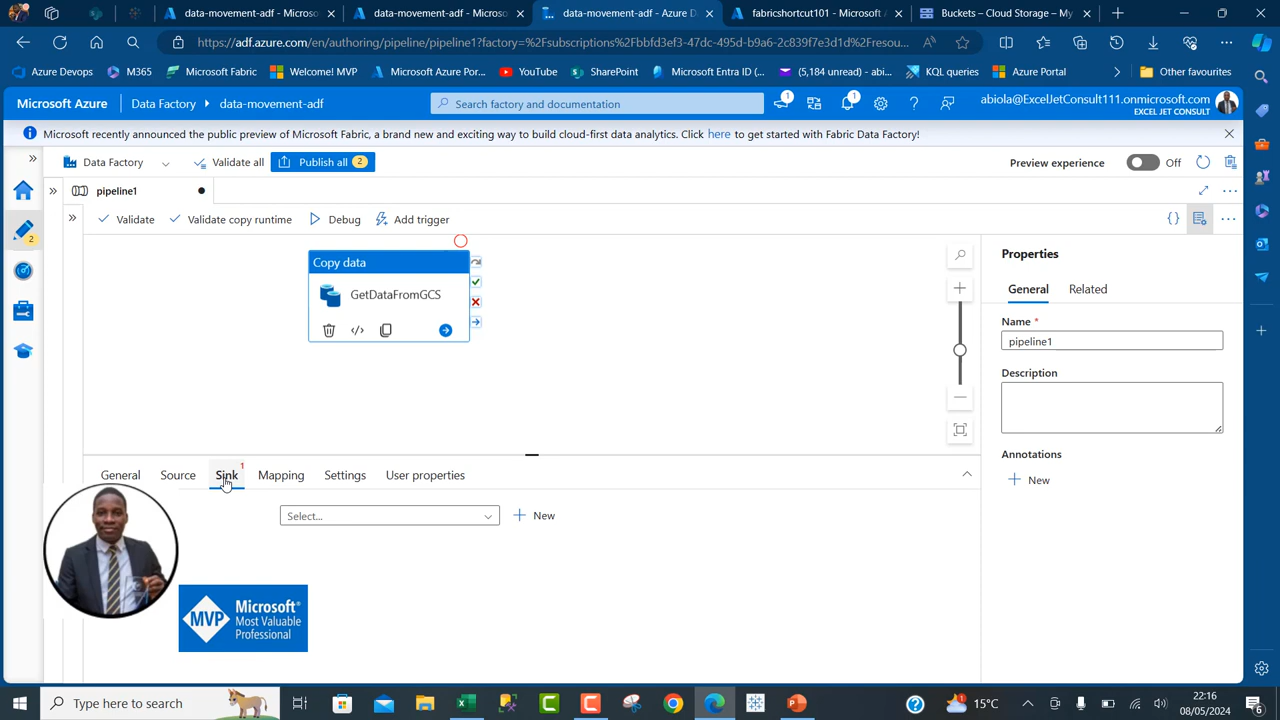 data-movement-adf - Microso
data-movement-adf - Microso
data-movement-adf - Azure D
fabricshortcut101 - Microsoft A
Buckets – Cloud Storage – My
https://adf.azure.com/en/authoring/pipeline/pipeline1?factory=%2Fsubscriptions%2Fbbfd3ef3-47dc-495d-b9a6-2c839f7e3d1d%2Fresou...
Azure Devops
M365
Microsoft Fabric
Welcome! MVP
Microsoft Azure Por...
YouTube
SharePoint
Microsoft Entra ID (...
(5,184 unread) - abi...
KQL queries
Azure Portal
Other favourites
Microsoft Azure
Data Factory
data-movement-adf
Search factory and documentation
1
1
abiola@ExcelJetConsult111.onmicrosoft.com
EXCEL JET CONSULT
Microsoft recently announced the public preview of Microsoft Fabric, a brand new and exciting way to build cloud-first data analytics. Click here to get started with Fabric Data Factory!
Data Factory
Validate all
Publish all 2
Preview experience
Off
pipeline1
Validate
Validate copy runtime
Debug
Add trigger
2
Copy data
GetDataFromGCS
Properties
General
Related
Name *
pipeline1
Description
Annotations
New
General
Source
Sink 1
Mapping
Settings
User properties
Select...
New
MVP
Microsoft®
Most Valuable
Professional
Type here to search
15°C
22:16
08/05/2024
6